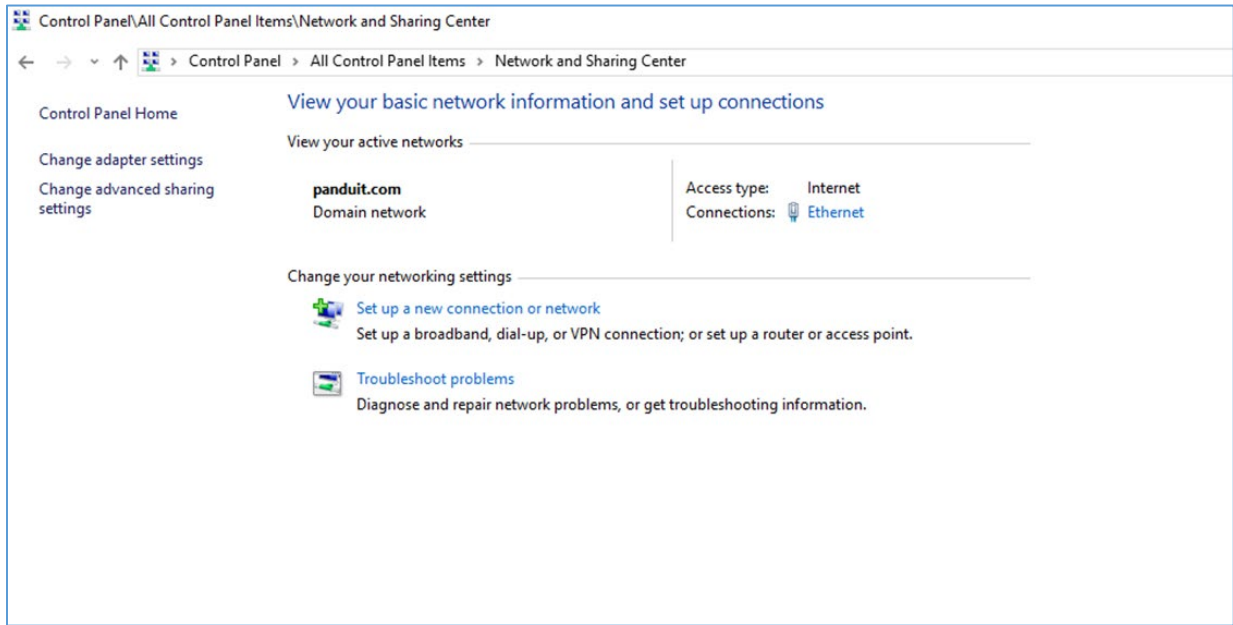 Control Panel\All Control Panel Items\Network and Sharing Center
Control Panel > All Control Panel Items > Network and Sharing Center
Control Panel Home
Change adapter settings
Change advanced sharing
settings
View your basic network information and set up connections
View your active networks
panduit.com
Domain network
Access type: Internet
Connections: Ethernet
Change your networking settings
Set up a new connection or network
Set up a broadband, dial-up, or VPN connection; or set up a router or access point.
Troubleshoot problems
Diagnose and repair network problems, or get troubleshooting information.